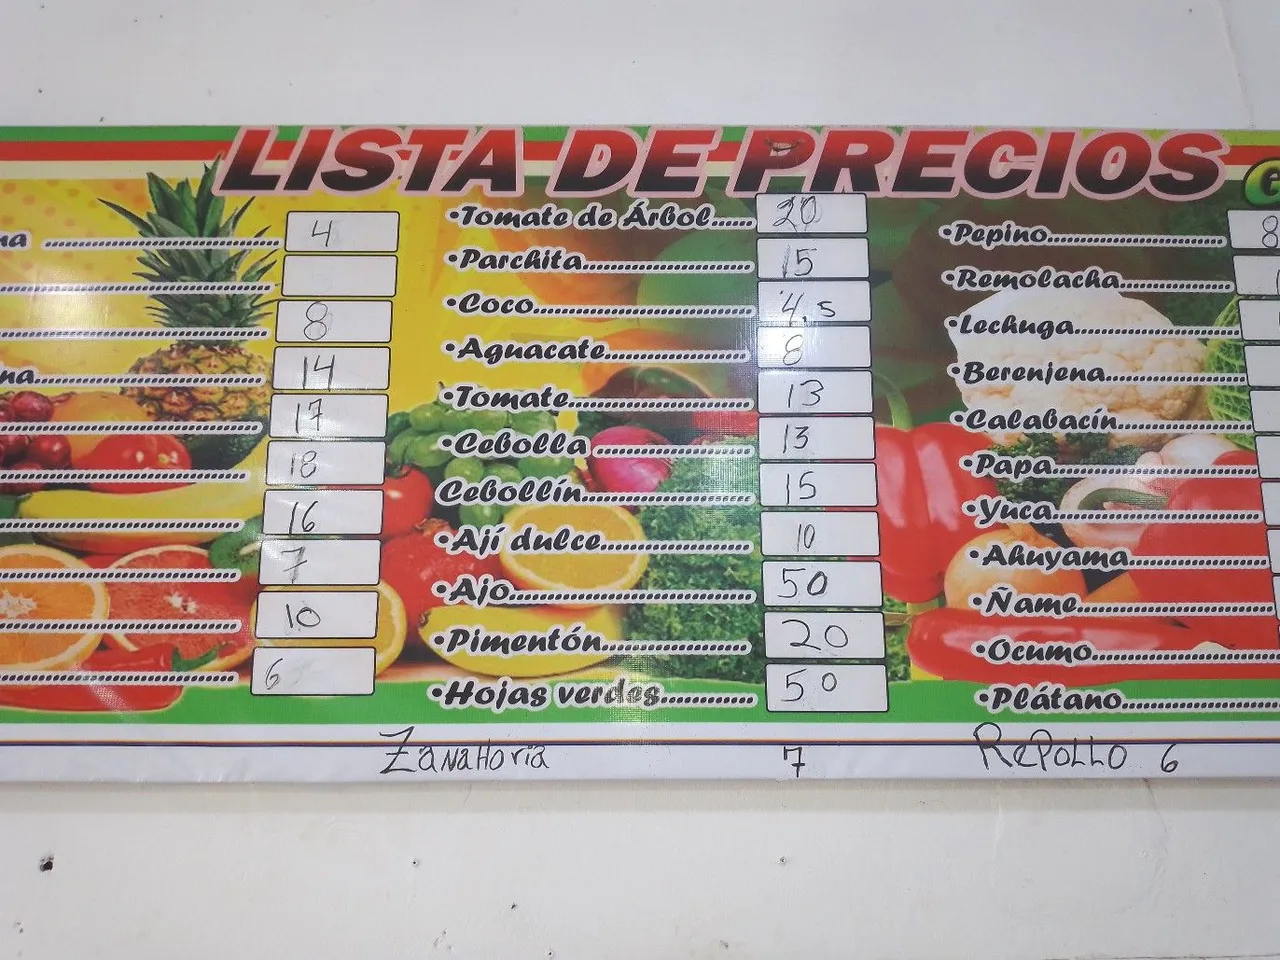 LISTA DE PRECIOS
na 4
8
na 14
17
18
16
7
10
6
•Tomate de Árbol 20
•Parchita 15
•Coco 4,5
•Aguacate 8
•Tomate 13
•Cebolla 13
Cebollín 15
•Ají dulce 10
•Ajo 50
•Pimentón 20
•Hojas verdes 50
•Pepino 8
•Remolacha
•Lechuga
•Berenjena
•Calabacín
•Papa
•Yuca
•Ahuyama
•Ñame
•Ocumo
•Plátano
Zanahoria 7
Repollo 6